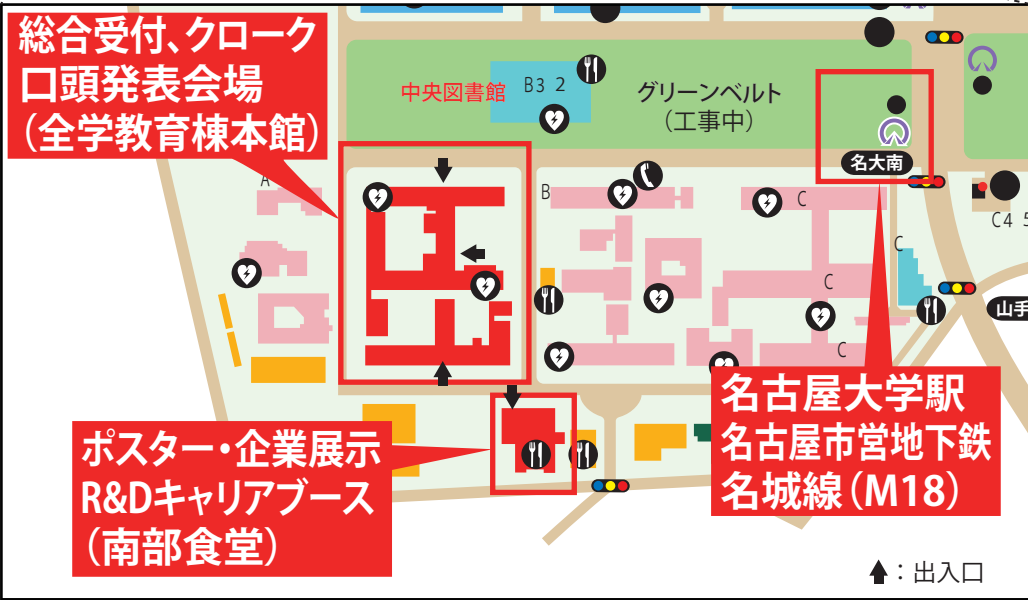 総合受付、クローク
口頭発表会場
（全学教育棟本館）
中央図書館
B3 2
グリーンベルト
（工事中）
名大南
A
B
C
C4 5
C
C
山手
C
ポスター・企業展示
R&Dキャリアブース
（南部食堂）
名古屋大学駅
名古屋市営地下鉄
名城線（M18）
：出入口